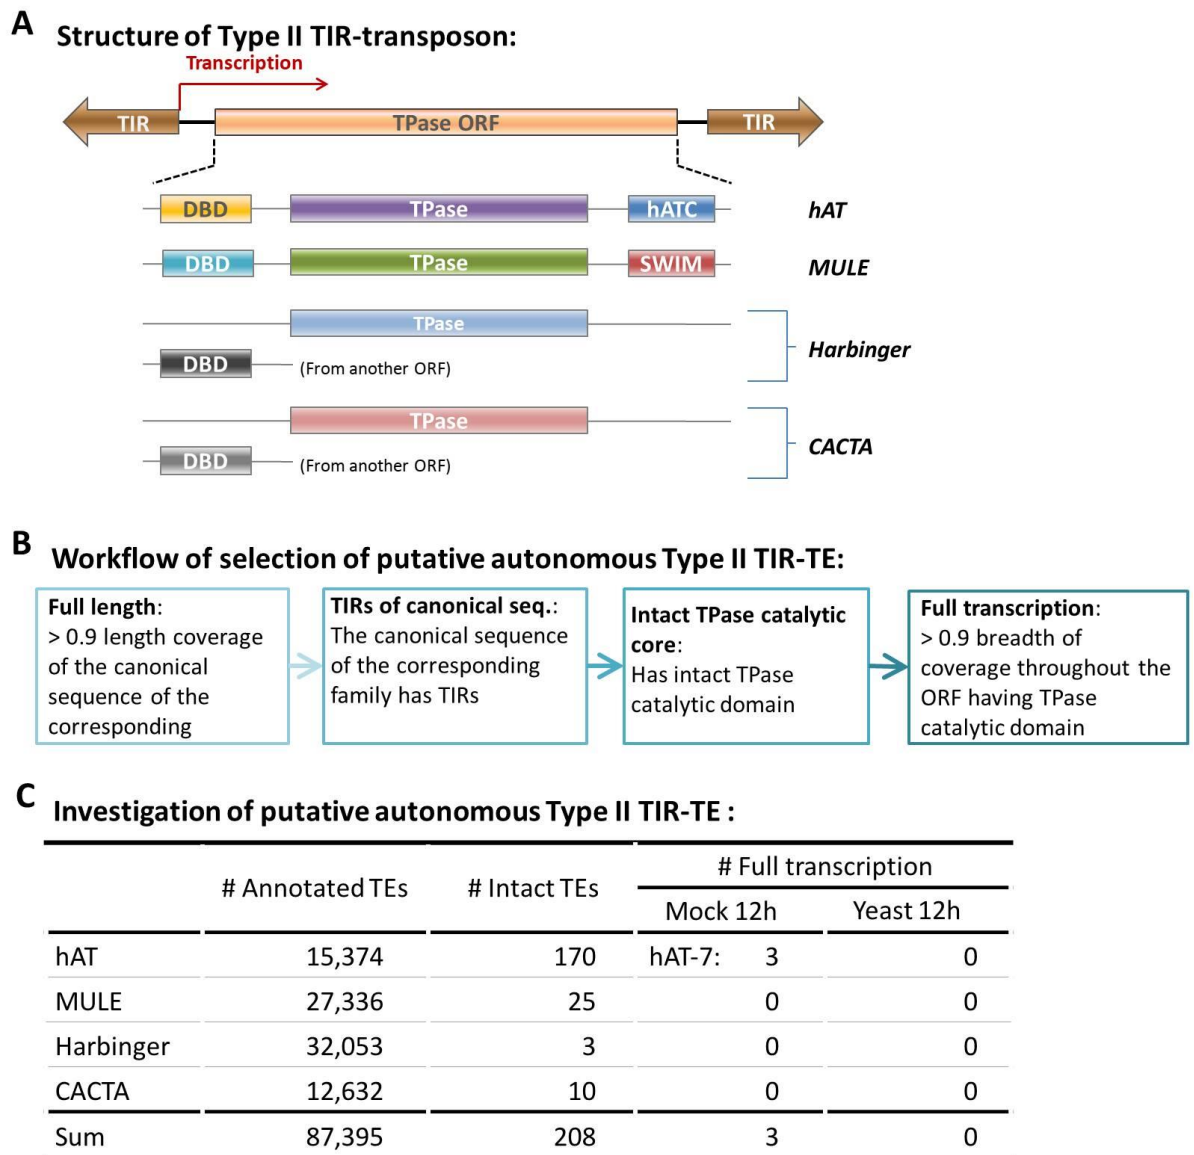 A
Structure of Type II TIR-transposon:
Transcription
TIR TPase ORF TIR
DBD TPase hATC hAT
DBD TPase SWIM MULE
TPase
DBD (From another ORF)
Harbinger
TPase
DBD (From another ORF)
CACTA
B
Workflow of selection of putative autonomous Type II TIR-TE:
Full length:
> 0.9 length coverage
of the canonical
sequence of the
corresponding
TIRs of canonical seq.:
The canonical sequence
of the corresponding
family has TIRs
Intact TPase catalytic
core:
Has intact TPase
catalytic domain
Full transcription:
> 0.9 breadth of
coverage throughout the
ORF having TPase
catalytic domain
C
Investigation of putative autonomous Type II TIR-TE :
# Annotated TEs # Intact TEs # Full transcription
Mock 12h Yeast 12h
hAT 15,374 170 hAT-7: 3 0
MULE 27,336 25 0 0
Harbinger 32,053 3 0 0
CACTA 12,632 10 0 0
Sum 87,395 208 3 0